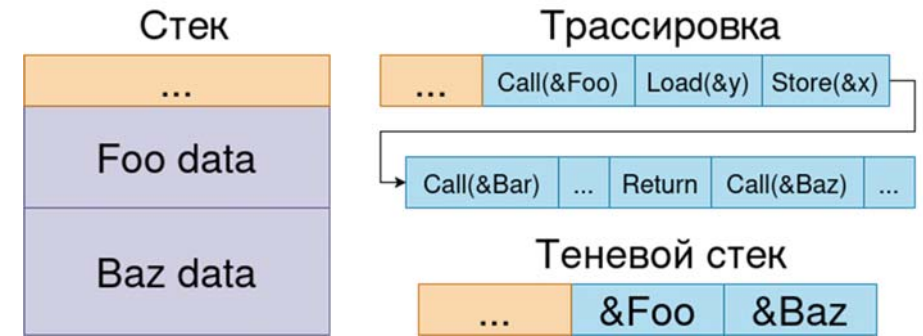 Стек
...
Foo data
Baz data
Трассировка
... Call(&Foo) Load(&y) Store(&x)
Call(&Bar) ... Return Call(&Baz) ...
Теневой стек
... &Foo &Baz